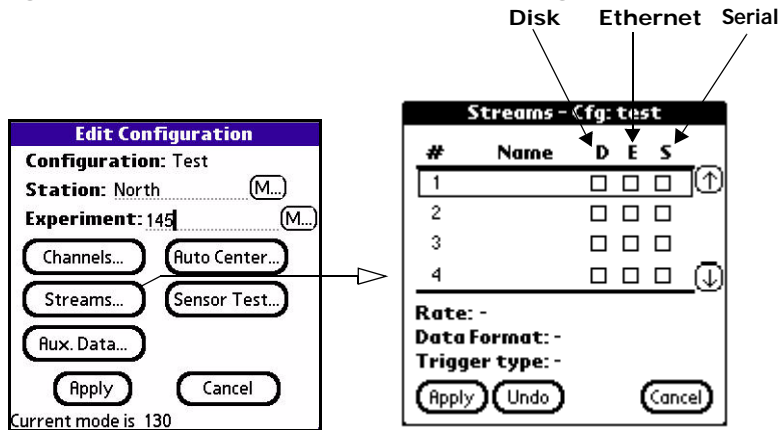 Disk Ethernet Serial
Edit Configuration
Configuration: Test
Station: North (M...)
Experiment: 145 (M...)
Channels... Auto Center...
Streams... Sensor Test...
Aux. Data...
Apply Cancel
Current mode is 130
Streams - Cfg: test
# Name D E S
1
2
3
4
Rate: -
Data Format: -
Trigger type: -
Apply Undo Cancel